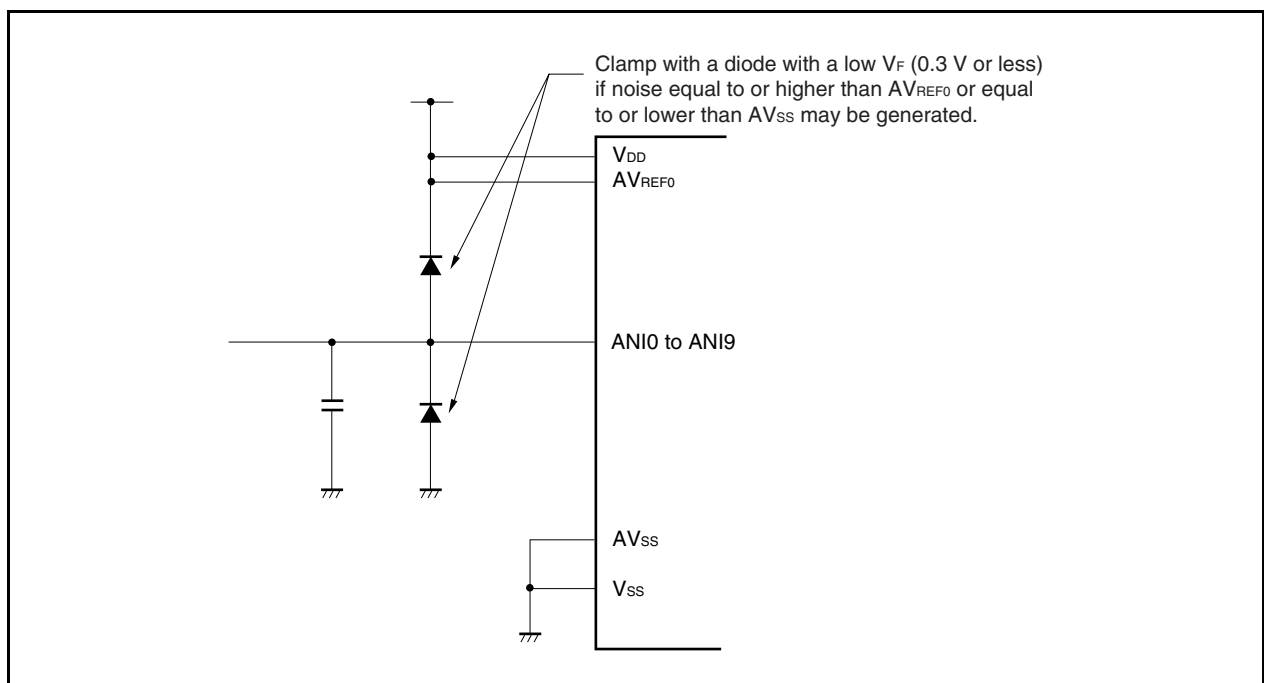 Clamp with a diode with a low VF (0.3 V or less)
if noise equal to or higher than AVREF0 or equal
to or lower than AVSS may be generated.
VDD
AVREF0
ANI0 to ANI9
AVSS
VSS